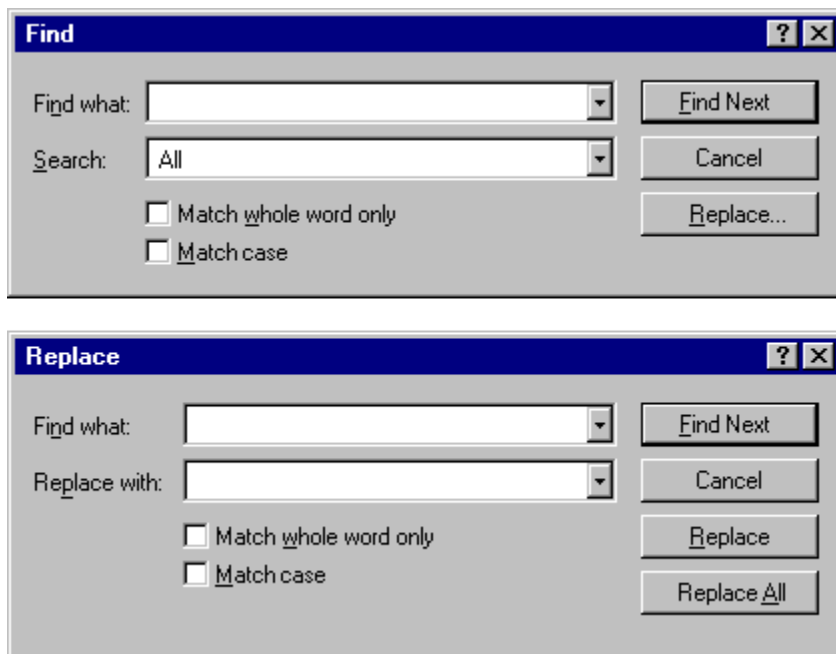 Find
Find what:
Find Next
Search:
All
Cancel
Match whole word only
Replace...
Match case
Replace
Find what:
Find Next
Replace with:
Cancel
Match whole word only
Replace
Match case
Replace All